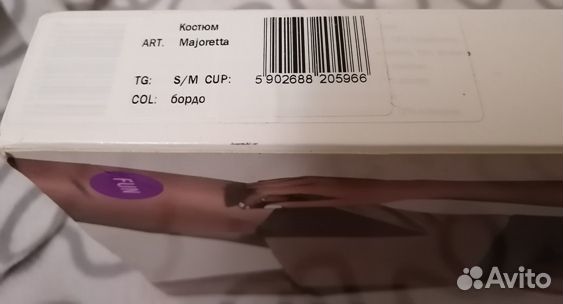 Костюм
ART. Majoretta
TG: S/M CUP:
5 902688 205966
COL: бордо
FUN
Avito